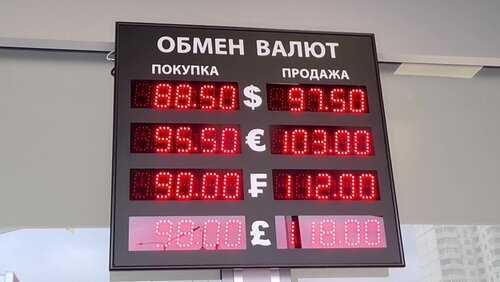 ОБМЕН ВАЛЮТ
ПОКУПКА ПРОДАЖА
88.50 $ 97.50
95.50 € 103.00
90.00 ₣ 112.00
98.00 £ 118.00